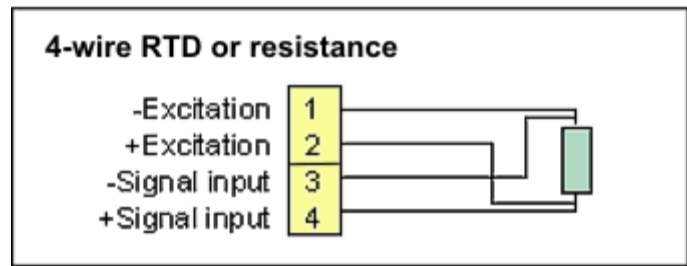 4-wire RTD or resistance
-Excitation 1
+Excitation 2
-Signal input 3
+Signal input 4